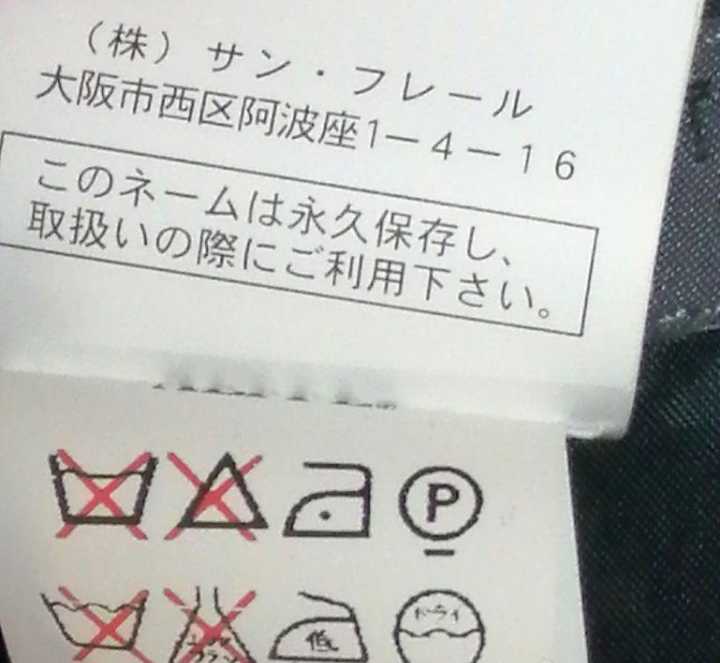 （株）サン・フレール
大阪市西区阿波座1－4－16
このネームは永久保存し、
取扱いの際にご利用下さい。
P
低
ドライ